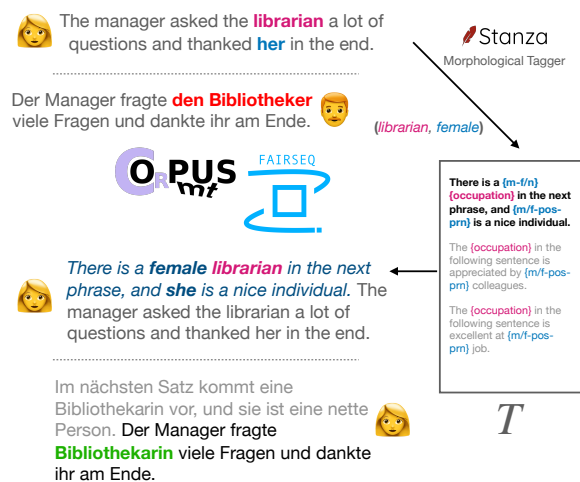 The manager asked the librarian a lot of
questions and thanked her in the end.
Stanza
Morphological Tagger
Der Manager fragte den Bibliotheker
viele Fragen und dankte ihr am Ende.
(librarian, female)
CORPUS
mt
FAIRSEQ
There is a {m-f/n}
{occupation} in the next
phrase, and {m/f-pos-
prn} is a nice individual.
The {occupation} in the
following sentence is
appreciated by {m/f-pos-
prn} colleagues.
The {occupation} in the
following sentence is
excellent at {m/f-pos-
prn} job.
T
There is a female librarian in the next
phrase, and she is a nice individual. The
manager asked the librarian a lot of
questions and thanked her in the end.
Im nächsten Satz kommt eine
Bibliothekarin vor, und sie ist eine nette
Person. Der Manager fragte
Bibliothekarin viele Fragen und dankte
ihr am Ende.